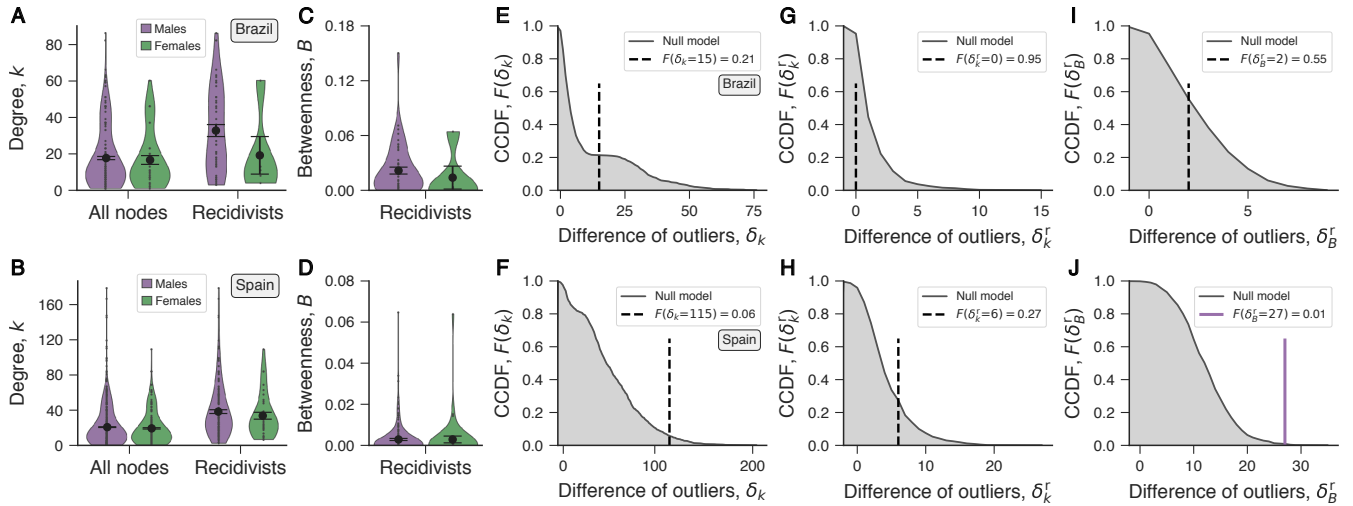 A
Degree, k
80
60
40
20
0
Males
Females
Brazil
All nodes
Recidivists
C
Betweenness, B
0.18
0.12
0.06
0.00
Recidivists
E
CCDF, F(δk)
1.0
0.8
0.6
0.4
0.2
0.0
Null model
F(δk=15) = 0.21
Brazil
0
25
50
75
Difference of outliers, δk
G
CCDF, F(δkʳ)
1.0
0.8
0.6
0.4
0.2
0.0
Null model
F(δkʳ=0) = 0.95
0
5
10
15
Difference of outliers, δkʳ
I
CCDF, F(δBʳ)
1.0
0.8
0.6
0.4
0.2
0.0
Null model
F(δBʳ=2) = 0.55
0
5
Difference of outliers, δBʳ
B
Degree, k
160
120
80
40
0
Males
Females
Spain
All nodes
Recidivists
D
Betweenness, B
0.08
0.06
0.04
0.02
0.00
Recidivists
F
CCDF, F(δk)
1.0
0.8
0.6
0.4
0.2
0.0
Null model
F(δk=115) = 0.06
Spain
0
100
200
Difference of outliers, δk
H
CCDF, F(δkʳ)
1.0
0.8
0.6
0.4
0.2
0.0
Null model
F(δkʳ=6) = 0.27
0
10
20
Difference of outliers, δkʳ
J
CCDF, F(δBʳ)
1.0
0.8
0.6
0.4
0.2
0.0
Null model
F(δBʳ=27) = 0.01
0
10
20
30
Difference of outliers, δBʳ